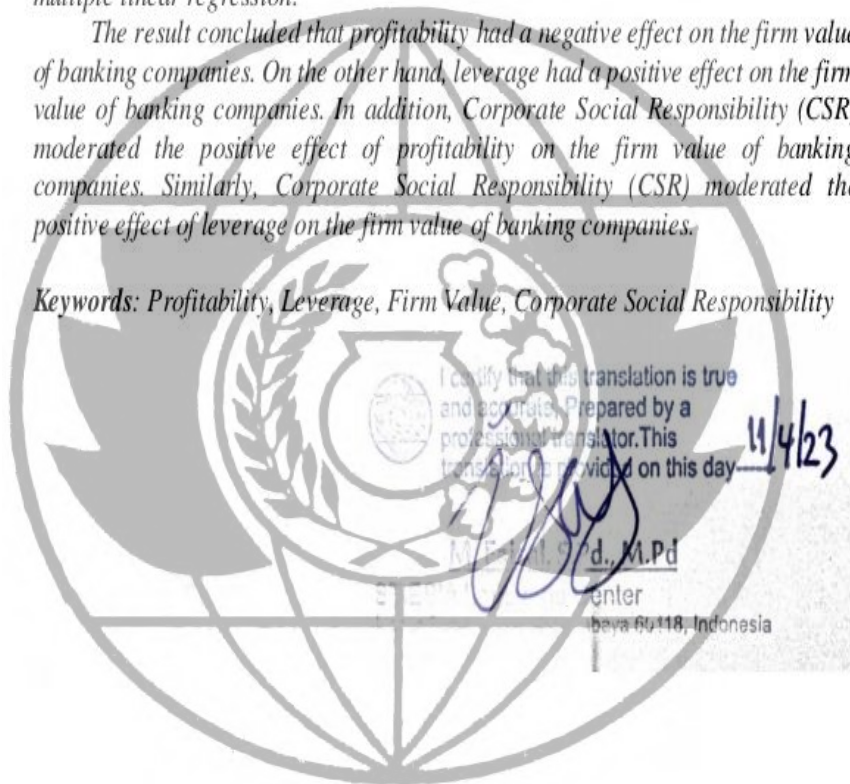 multiple linear regression.
The result concluded that profitability had a negative effect on the firm value
of banking companies. On the other hand, leverage had a positive effect on the firm
value of banking companies. In addition, Corporate Social Responsibility (CSR)
moderated the positive effect of profitability on the firm value of banking
companies. Similarly, Corporate Social Responsibility (CSR) moderated the
positive effect of leverage on the firm value of banking companies.
Keywords: Profitability, Leverage, Firm Value, Corporate Social Responsibility
I certify that this translation is true
and accurate. Prepared by a
professional translator. This
translation is provided on this day 11/4/23
M. S.Pd., M.Pd
enter
baya 60118, Indonesia